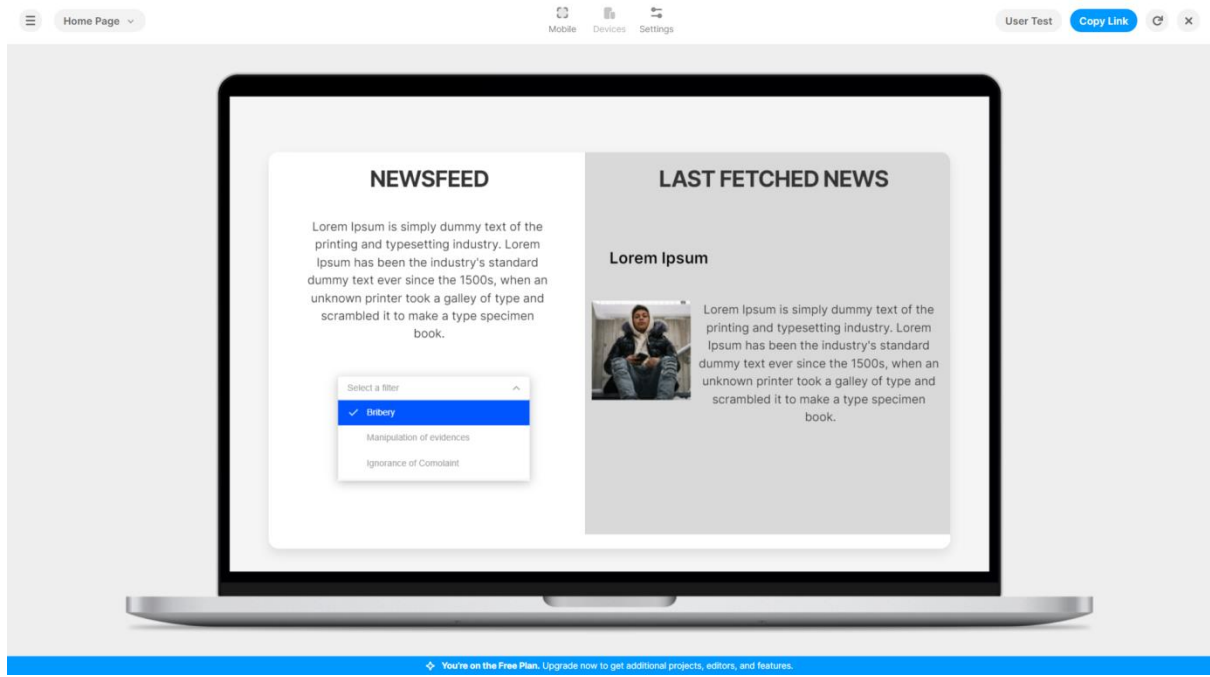 Home Page
Mobile
Devices
Settings
User Test
Copy Link
NEWSFEED
Lorem Ipsum is simply dummy text of the
printing and typesetting industry. Lorem
Ipsum has been the industry's standard
dummy text ever since the 1500s, when an
unknown printer took a galley of type and
scrambled it to make a type specimen
book.
Select a filter
Bribery
Manipulation of evidences
Ignorance of Comolaint
LAST FETCHED NEWS
Lorem Ipsum
Lorem Ipsum is simply dummy text of the
printing and typesetting industry. Lorem
Ipsum has been the industry's standard
dummy text ever since the 1500s, when an
unknown printer took a galley of type and
scrambled it to make a type specimen
book.
You're on the Free Plan. Upgrade now to get additional projects, editors, and features.